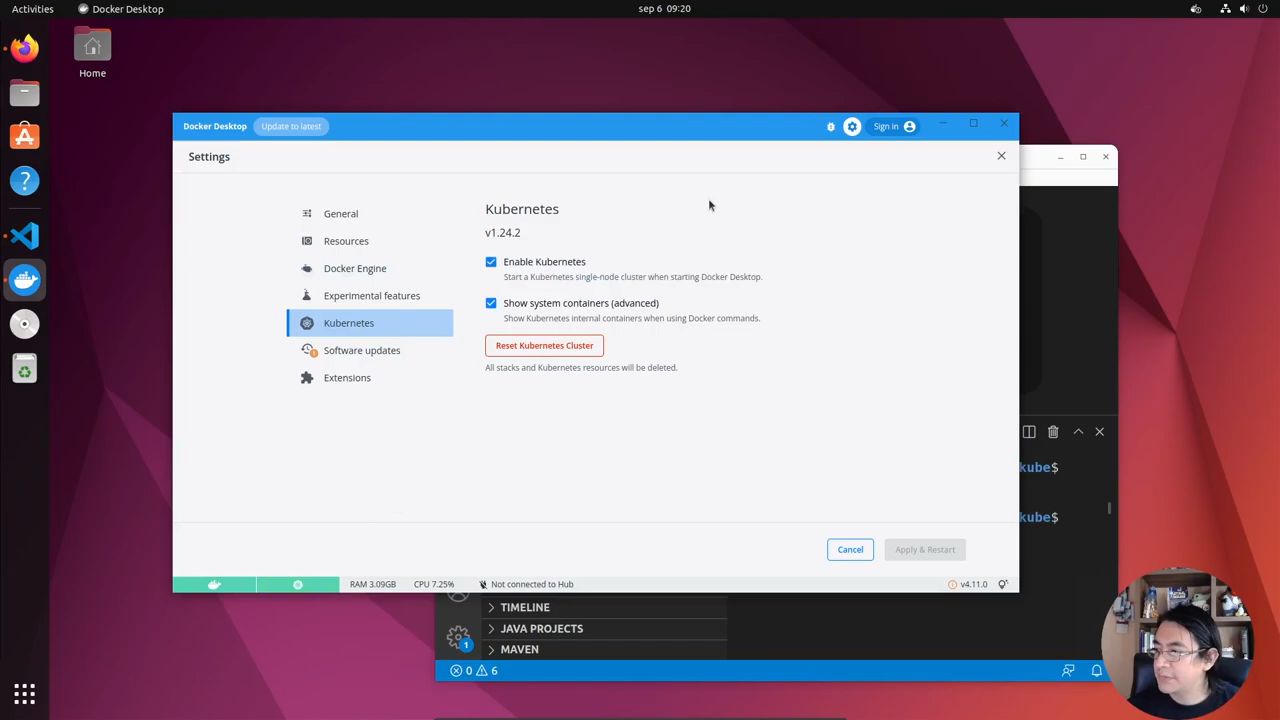 Activities
Docker Desktop
sep 6 09:20
Home
Docker Desktop
Update to latest
Sign in
Settings
General
Resources
Docker Engine
Experimental features
Kubernetes
Software updates
Extensions
Kubernetes
v1.24.2
Enable Kubernetes
Start a Kubernetes single-node cluster when starting Docker Desktop.
Show system containers (advanced)
Show Kubernetes internal containers when using Docker commands.
Reset Kubernetes Cluster
All stacks and Kubernetes resources will be deleted.
Cancel
Apply & Restart
RAM 3.09GB
CPU 7.25%
Not connected to Hub
v4.11.0
kube$
kube$
TIMELINE
JAVA PROJECTS
MAVEN
1
0
6